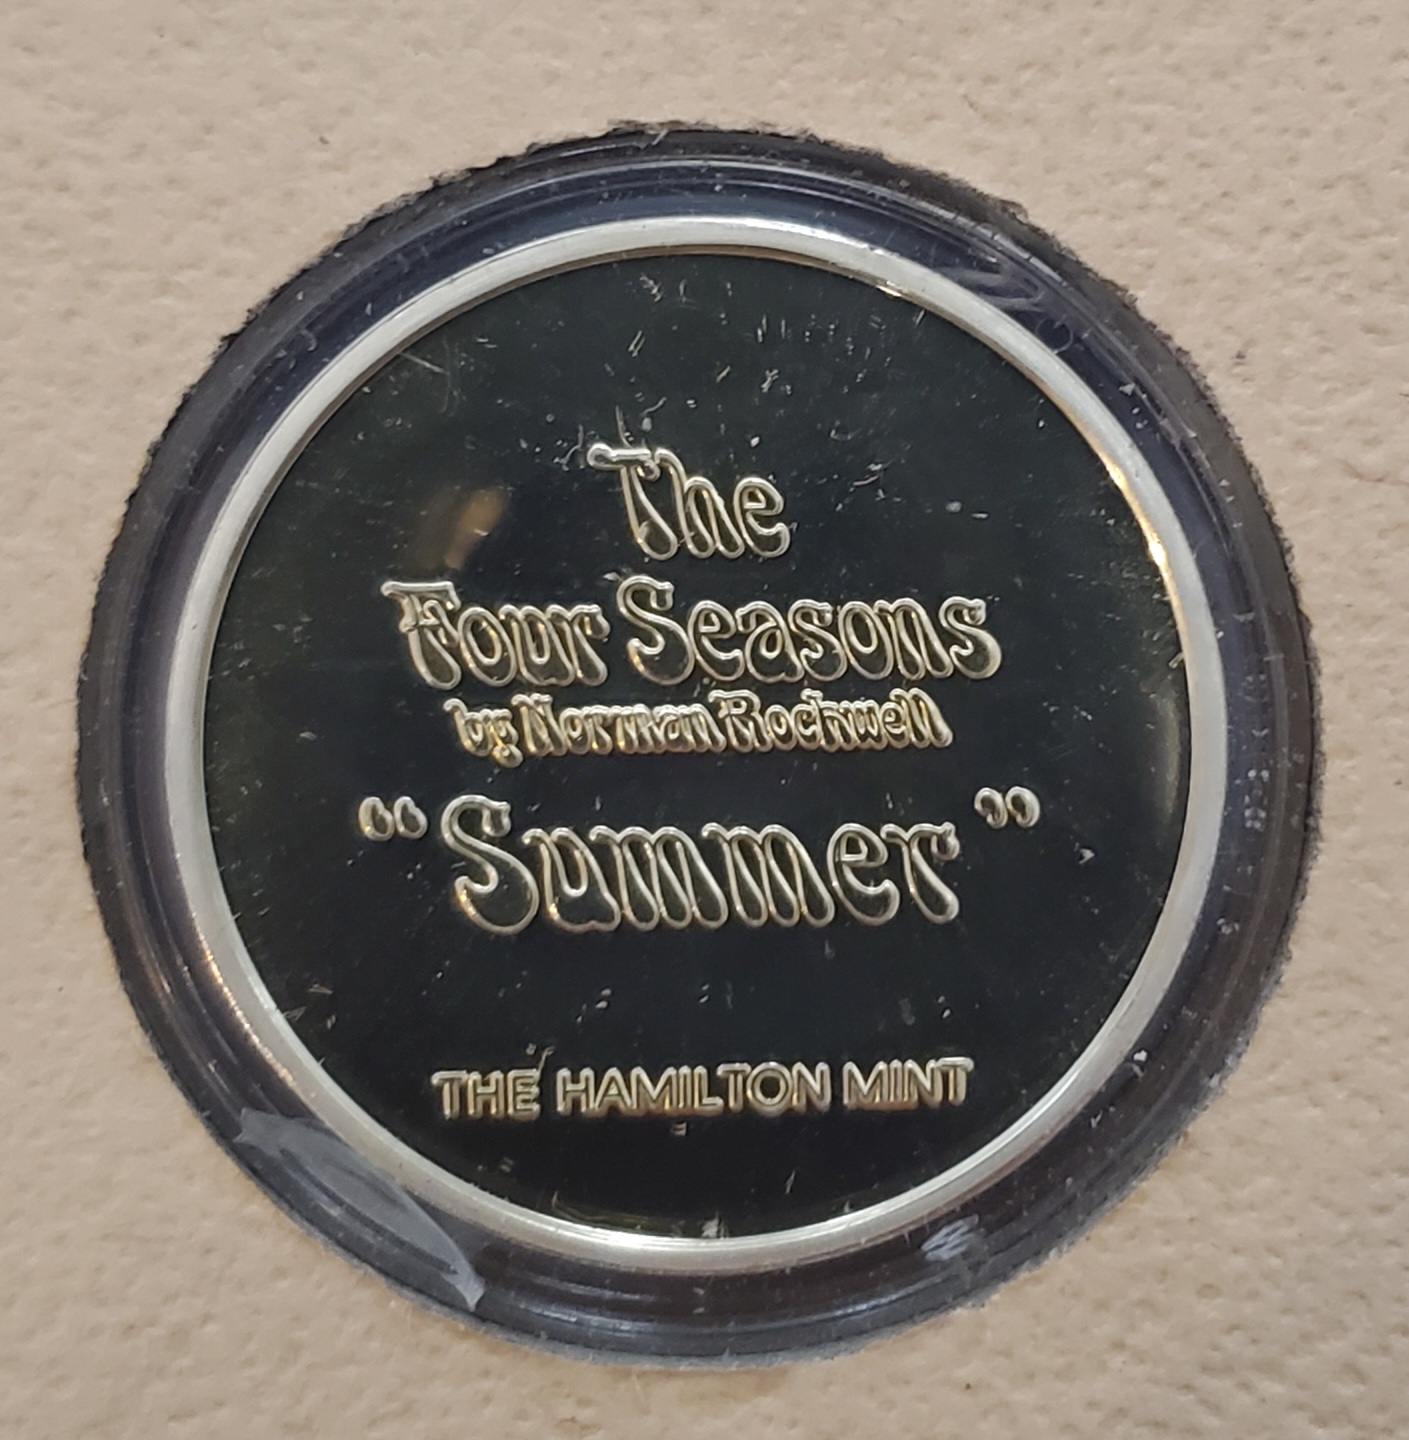 The
Four Seasons
by Norman Rockwell
“Summer”
THE HAMILTON MINT